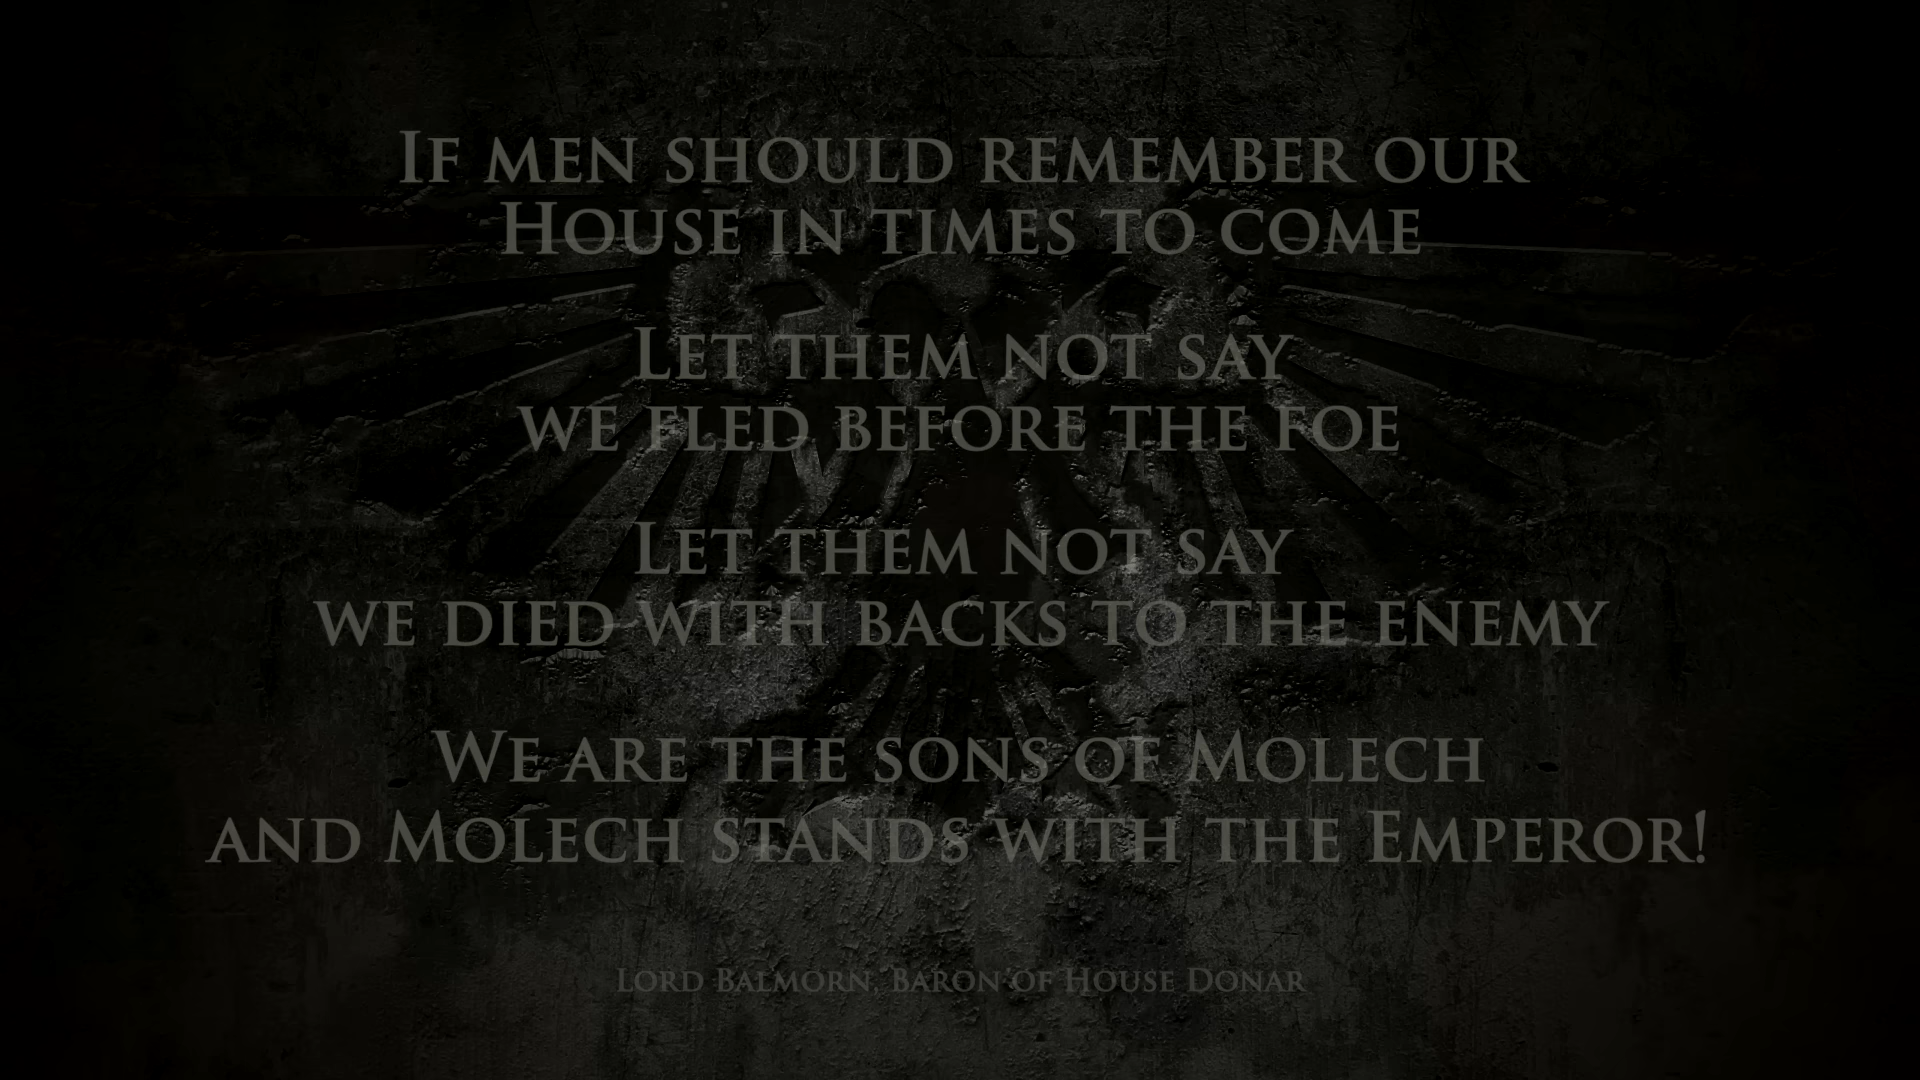 If men should remember our
House in times to come
Let them not say
we fled before the foe
Let them not say
we died with backs to the enemy
We are the sons of Molech
and Molech stands with the Emperor!
Lord Balmorn, Baron of House Donar